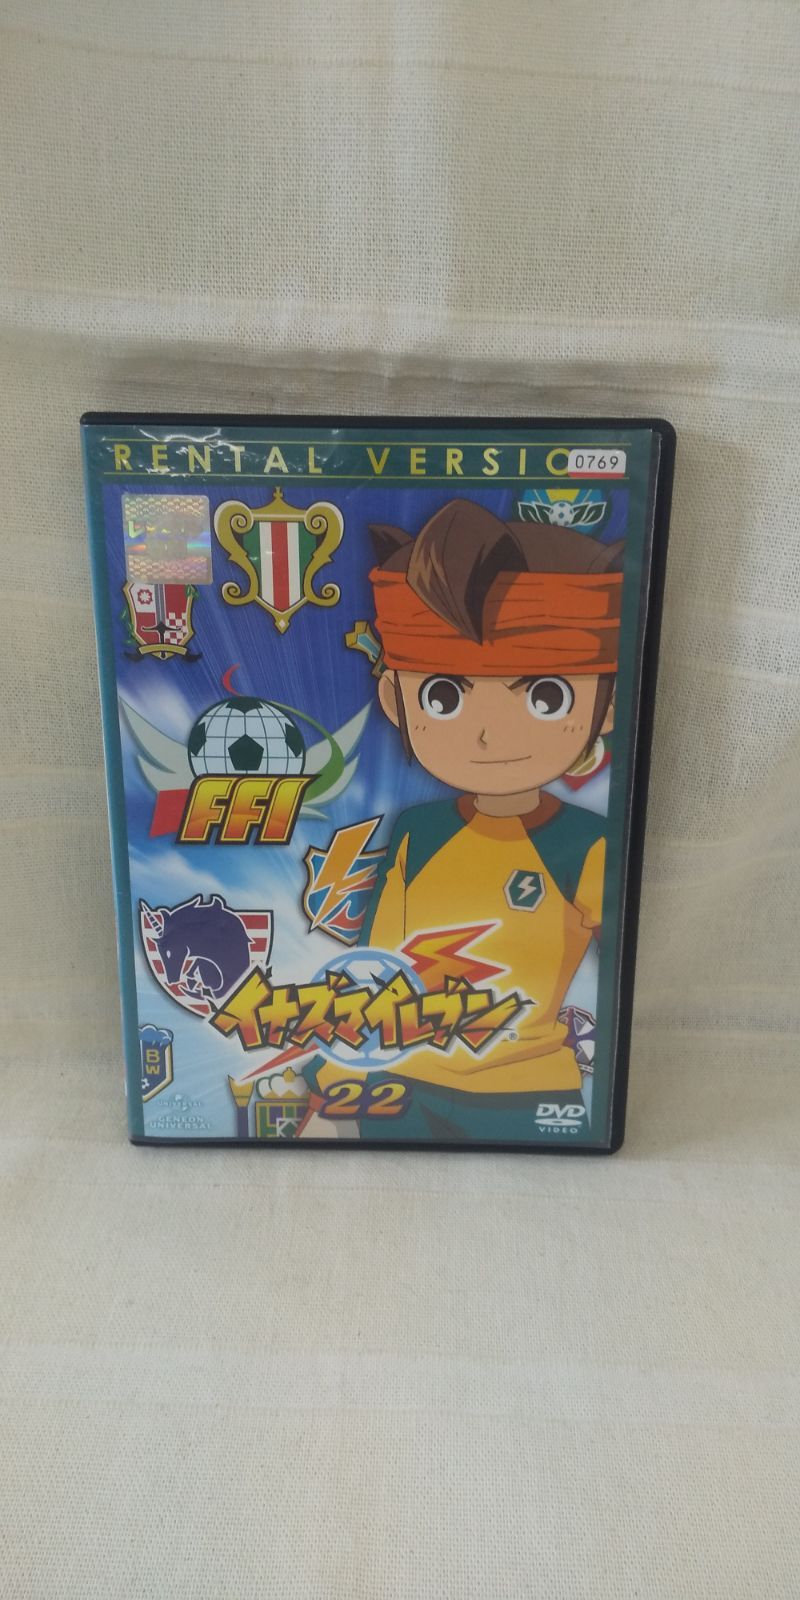 RENTAL VERSIO
0769
FFI
イナズマイレブン
®
22
BW
UNIVERSAL
GENEON
UNIVERSAL
DVD
VIDEO